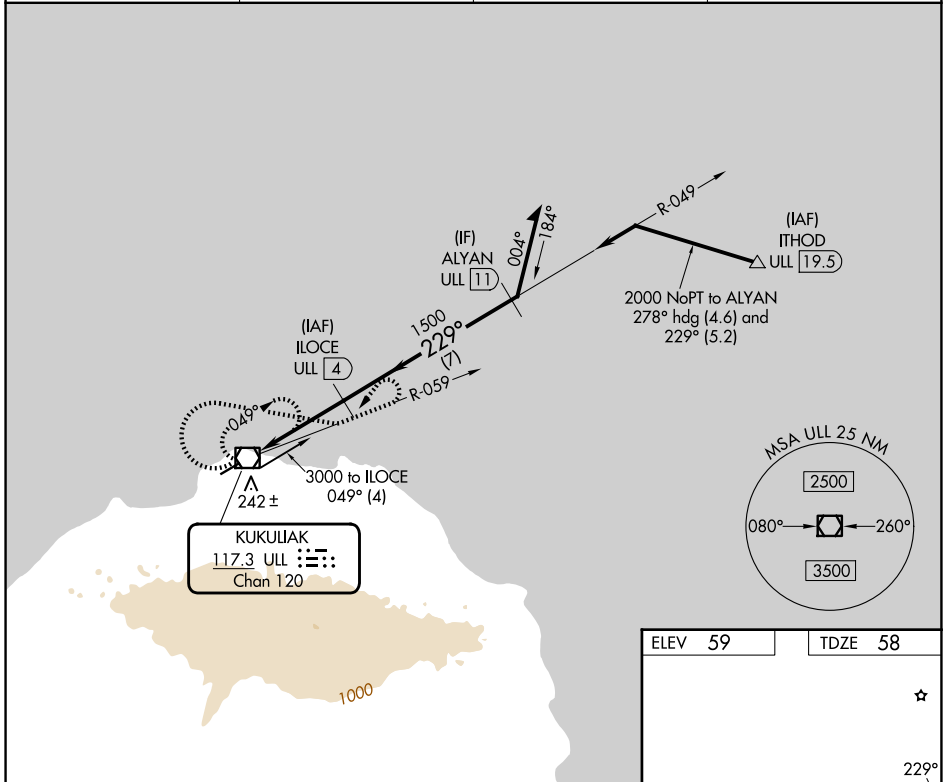 R-049
(IAF)
ITHOD
ULL 19.5
2000 NoPT to ALYAN
278° hdg (4.6) and
229° (5.2)
004°
184°
(IF)
ALYAN
ULL 11
1500
229°
(7)
(IAF)
ILOCE
ULL 4
R-059
049°
3000 to ILOCE
049° (4)
242 ±
KUKULIAK
117.3 ULL
Chan 120
MSA ULL 25 NM
2500
080°
260°
3500
1000
ELEV 59
TDZE 58
229°